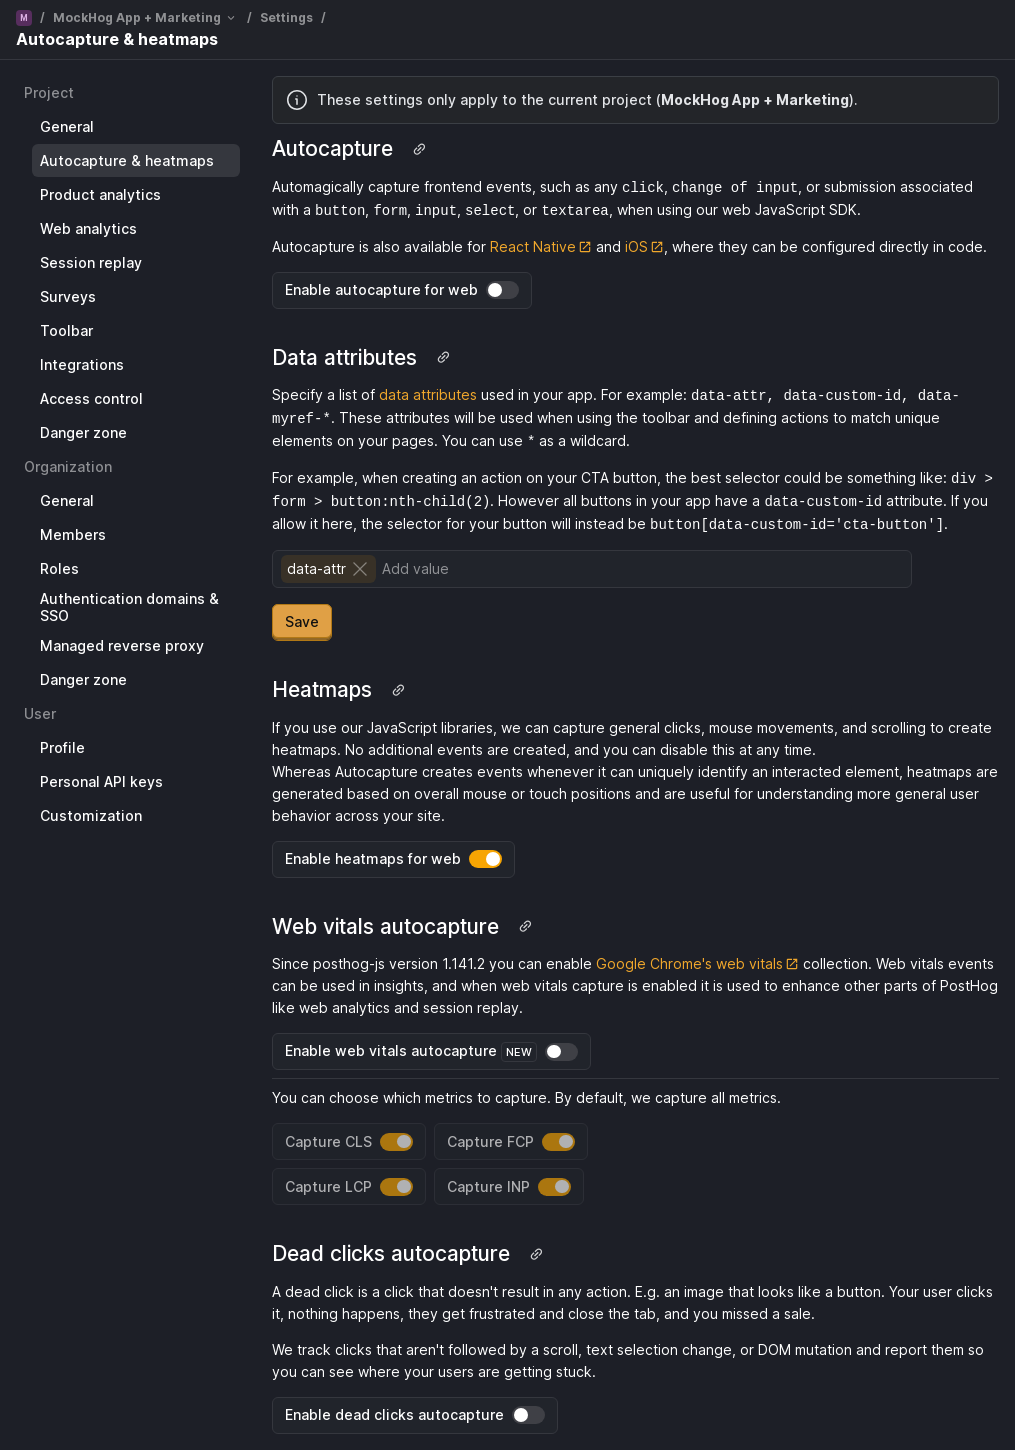 M / MockHog App + Marketing / Settings /
Autocapture & heatmaps
Project
General
Autocapture & heatmaps
Product analytics
Web analytics
Session replay
Surveys
Toolbar
Integrations
Access control
Danger zone
Organization
General
Members
Roles
Authentication domains &
SSO
Managed reverse proxy
Danger zone
User
Profile
Personal API keys
Customization
These settings only apply to the current project (MockHog App + Marketing).
Autocapture
Automagically capture frontend events, such as any click, change of input, or submission associated
with a button, form, input, select, or textarea, when using our web JavaScript SDK.
Autocapture is also available for React Native and iOS, where they can be configured directly in code.
Enable autocapture for web
Data attributes
Specify a list of data attributes used in your app. For example: data-attr, data-custom-id, data-
myref-*. These attributes will be used when using the toolbar and defining actions to match unique
elements on your pages. You can use * as a wildcard.
For example, when creating an action on your CTA button, the best selector could be something like: div >
form > button:nth-child(2). However all buttons in your app have a data-custom-id attribute. If you
allow it here, the selector for your button will instead be button[data-custom-id='cta-button'].
data-attr Add value
Save
Heatmaps
If you use our JavaScript libraries, we can capture general clicks, mouse movements, and scrolling to create
heatmaps. No additional events are created, and you can disable this at any time.
Whereas Autocapture creates events whenever it can uniquely identify an interacted element, heatmaps are
generated based on overall mouse or touch positions and are useful for understanding more general user
behavior across your site.
Enable heatmaps for web
Web vitals autocapture
Since posthog-js version 1.141.2 you can enable Google Chrome's web vitals collection. Web vitals events
can be used in insights, and when web vitals capture is enabled it is used to enhance other parts of PostHog
like web analytics and session replay.
Enable web vitals autocapture NEW
You can choose which metrics to capture. By default, we capture all metrics.
Capture CLS Capture FCP
Capture LCP Capture INP
Dead clicks autocapture
A dead click is a click that doesn't result in any action. E.g. an image that looks like a button. Your user clicks
it, nothing happens, they get frustrated and close the tab, and you missed a sale.
We track clicks that aren't followed by a scroll, text selection change, or DOM mutation and report them so
you can see where your users are getting stuck.
Enable dead clicks autocapture